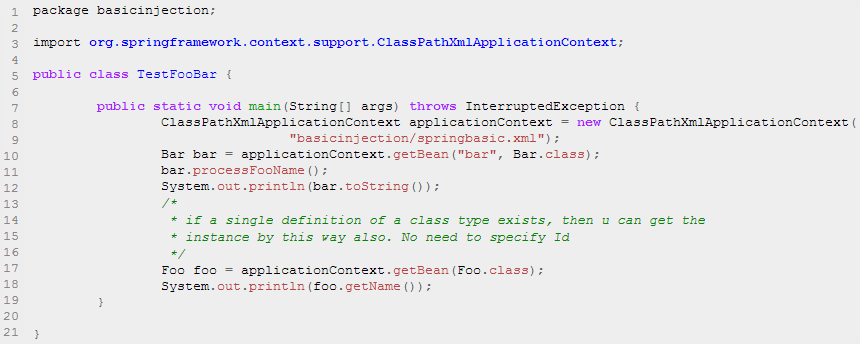 1 package basicinjection;
2
3 import org.springframework.context.support.ClassPathXmlApplicationContext;
4
5 public class TestFooBar {
6
7 public static void main(String[] args) throws InterruptedException {
8 ClassPathXmlApplicationContext applicationContext = new ClassPathXmlApplicationContext(
9 "basicinjection/springbasic.xml");
10 Bar bar = applicationContext.getBean("bar", Bar.class);
11 bar.processFooName();
12 System.out.println(bar.toString());
13 /*
14 * if a single definition of a class type exists, then u can get the
15 * instance by this way also. No need to specify Id
16 */
17 Foo foo = applicationContext.getBean(Foo.class);
18 System.out.println(foo.getName());
19 }
20
21 }